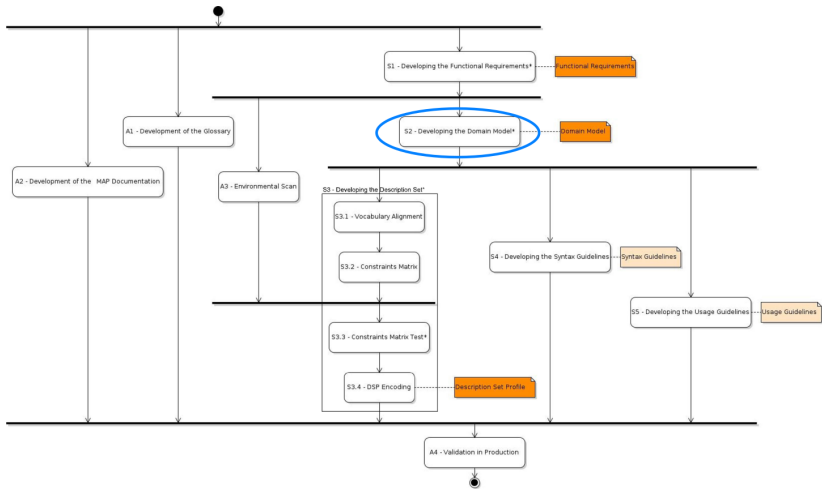 S1 - Developing the Functional Requirements*
Functional Requirements
A1 - Development of the Glossary
S2 - Developing the Domain Model*
Domain Model
A2 - Development of the MAP Documentation
A3 - Environmental Scan
S3 - Developing the Description Set*
S3.1 - Vocabulary Alignment
S3.2 - Constraints Matrix
S4 - Developing the Syntax Guidelines
Syntax Guidelines
S5 - Developing the Usage Guidelines
Usage Guidelines
S3.3 - Constraints Matrix Test*
S3.4 - DSP Encoding
Description Set Profile
A4 - Validation in Production